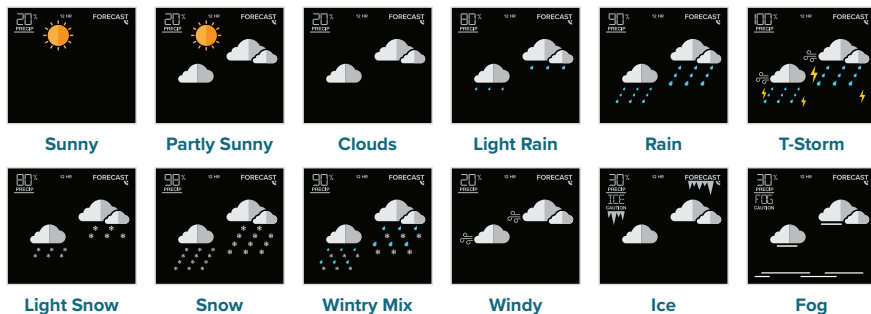 20% 12 HR FORECAST
PRECIP
Sunny
20% 12 HR FORECAST
PRECIP
Partly Sunny
20% 12 HR FORECAST
PRECIP
Clouds
80% 12 HR FORECAST
PRECIP
Light Rain
90% 12 HR FORECAST
PRECIP
Rain
100% 12 HR FORECAST
PRECIP
T-Storm
80% 12 HR FORECAST
PRECIP
Light Snow
98% 12 HR FORECAST
PRECIP
Snow
90% 12 HR FORECAST
PRECIP
Wintry Mix
20% 12 HR FORECAST
PRECIP
Windy
30% 12 HR FORECAST
PRECIP
ICE
CAUTION
Ice
30% 12 HR FORECAST
PRECIP
FOG
CAUTION
Fog